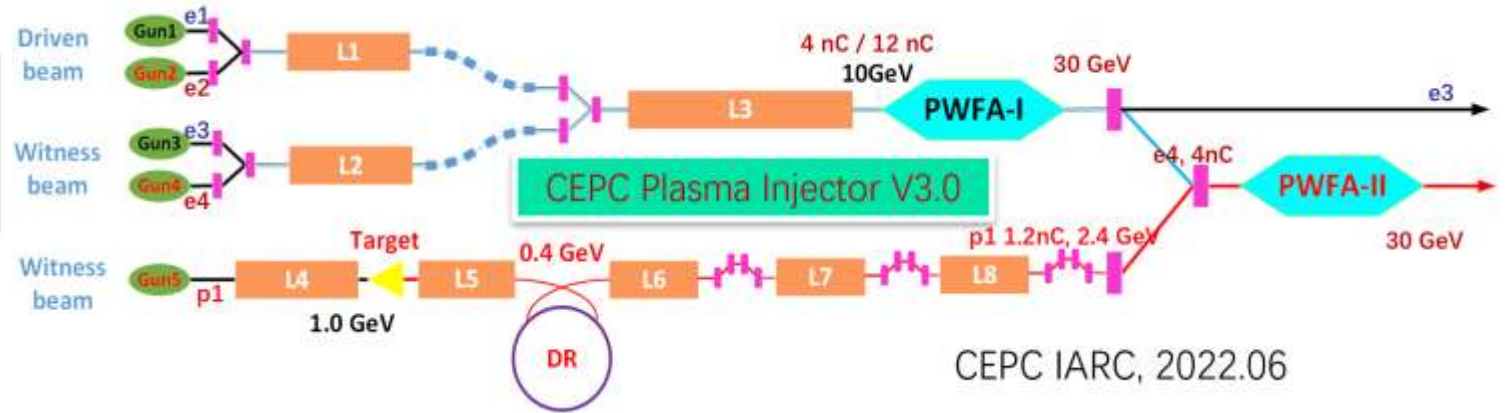 Driven
beam
Gun1
e1
Gun2
e2
L1
4 nC / 12 nC
10GeV
30 GeV
L3
PWFA-I
e3
Witness
beam
Gun3
e3
Gun4
e4
L2
CEPC Plasma Injector V3.0
e4, 4nC
PWFA-II
30 GeV
Witness
beam
Gun5
p1
L4
Target
1.0 GeV
L5
0.4 GeV
DR
L6
L7
L8
p1 1.2nC, 2.4 GeV
CEPC IARC, 2022.06